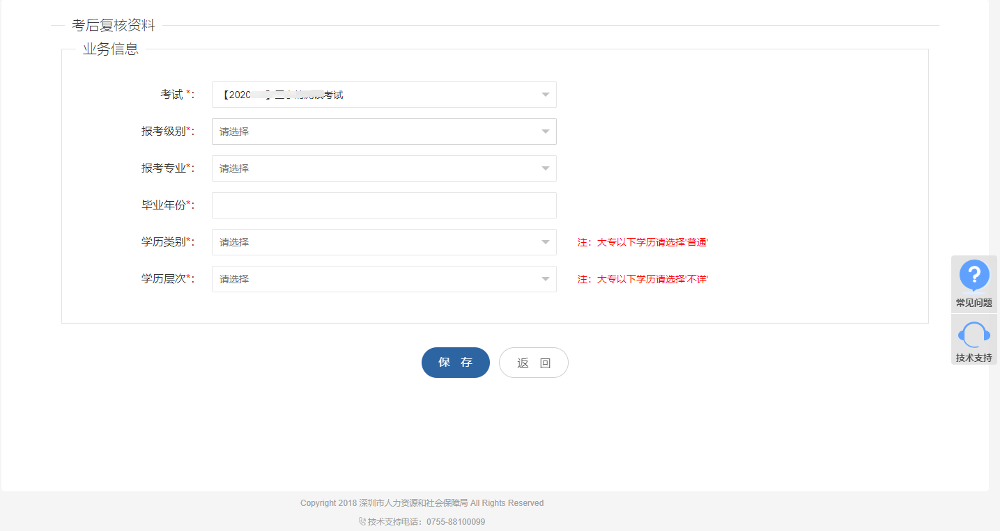 考后复核资料
业务信息
考试 *：
【2020
考试
报考级别*：
请选择
报考专业*：
请选择
毕业年份*：
学历类别*：
请选择
注：大专以下学历请选择'普通'
学历层次*：
请选择
注：大专以下学历请选择'不详'
常见问题
技术支持
保 存
返 回
Copyright 2018 深圳市人力资源和社会保障局 All Rights Reserved
技术支持电话：0755-88100099